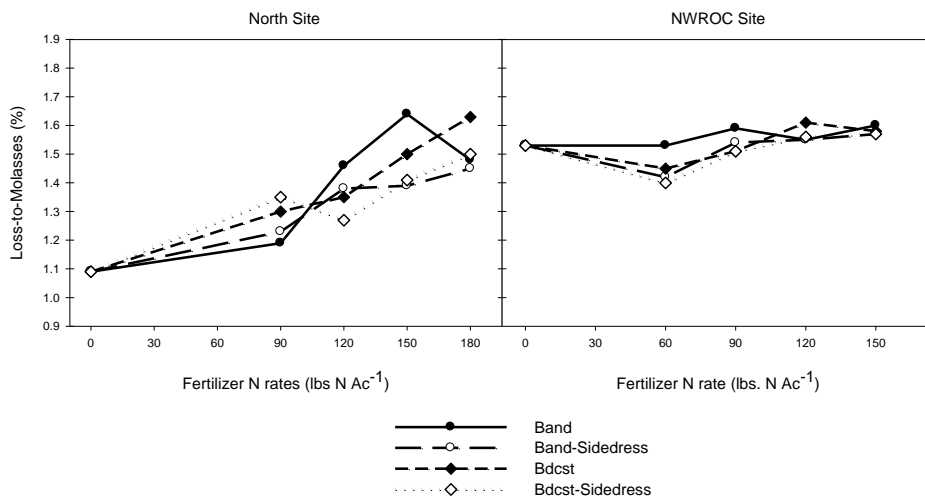 North Site
NWROC Site
Loss-to-Molasses (%)
1.9
1.8
1.7
1.6
1.5
1.4
1.3
1.2
1.1
1.0
0.9
0 30 60 90 120 150 180
0 30 60 90 120 150
Fertilizer N rates (lbs N Ac⁻¹)
Fertilizer N rate (lbs. N Ac⁻¹)
Band
Band-Sidedress
Bdcst
Bdcst-Sidedress